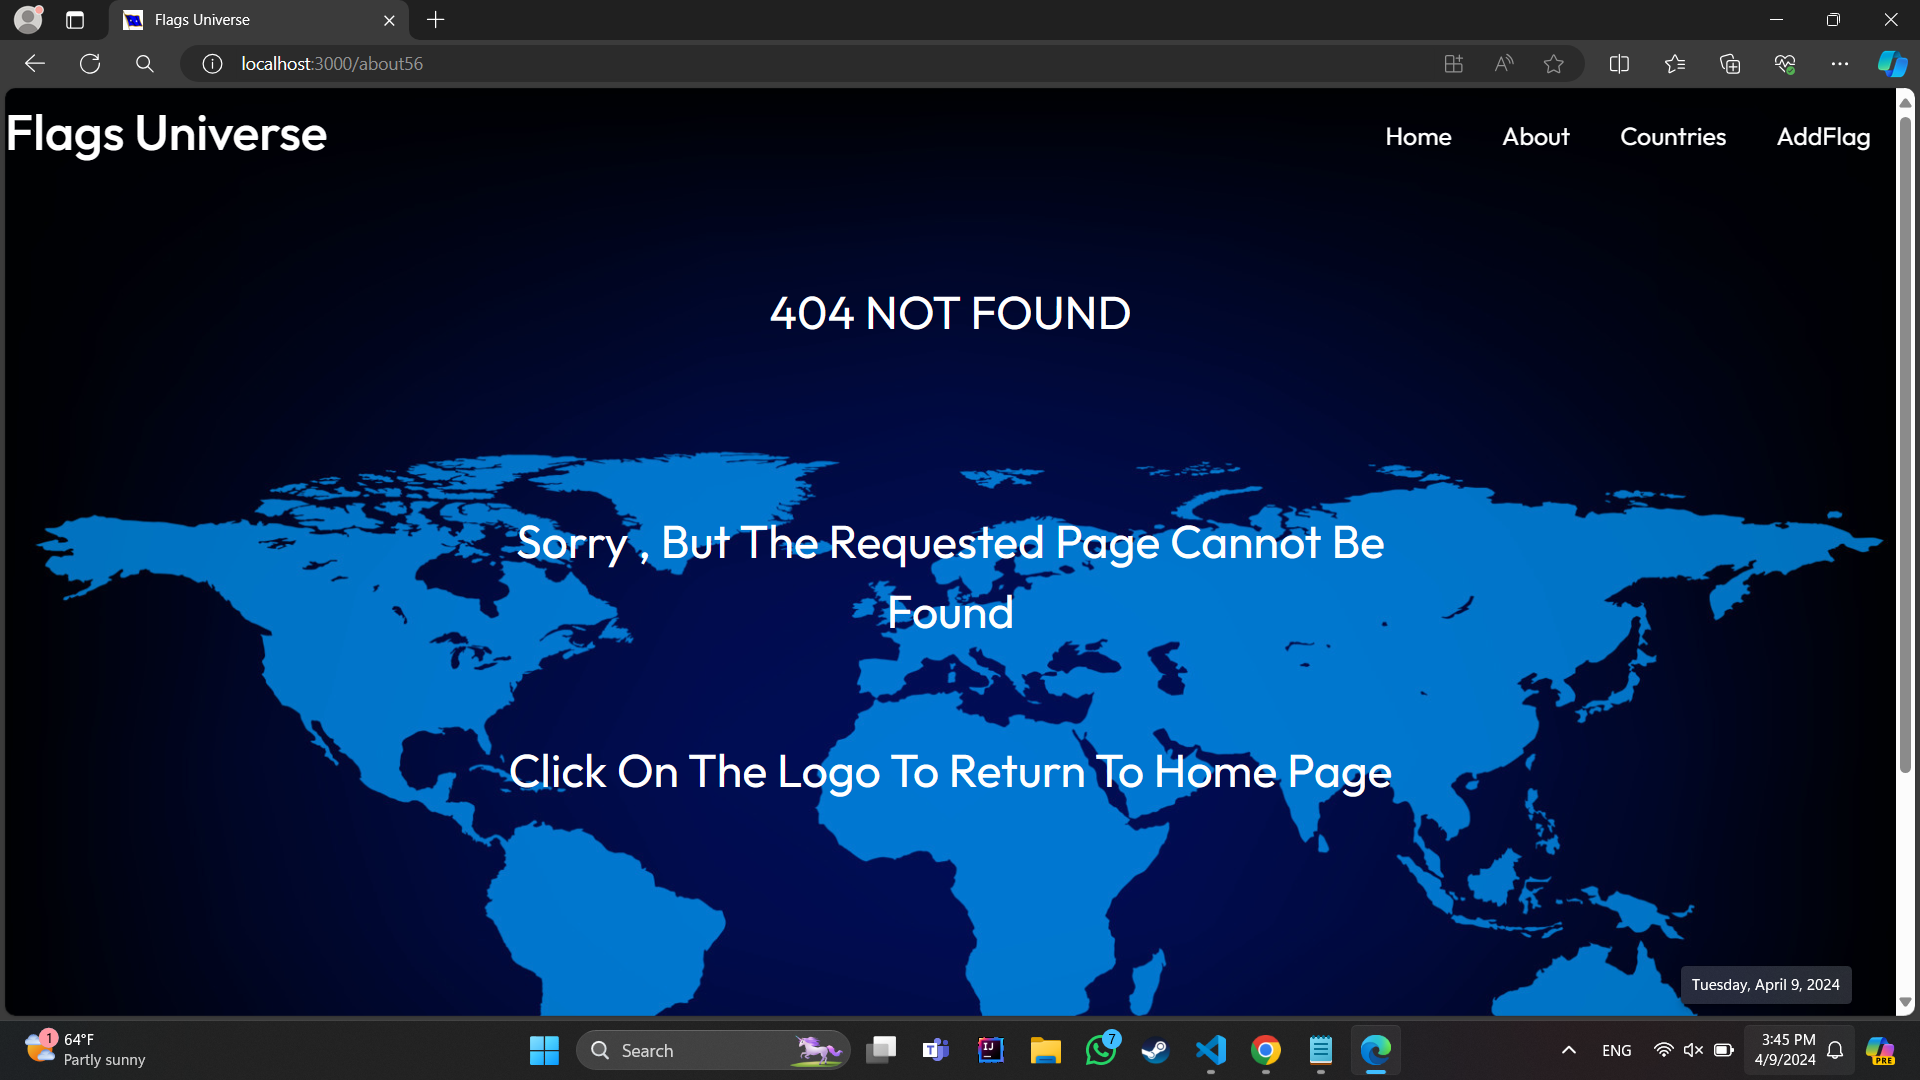 Flags Universe
localhost:3000/about56
Flags Universe
Home About Countries AddFlag
404 NOT FOUND
Sorry , But The Requested Page Cannot Be
Found
Click On The Logo To Return To Home Page
Tuesday, April 9, 2024
1
64°F
Partly sunny
Search
7
ENG
3:45 PM
4/9/2024
PRE